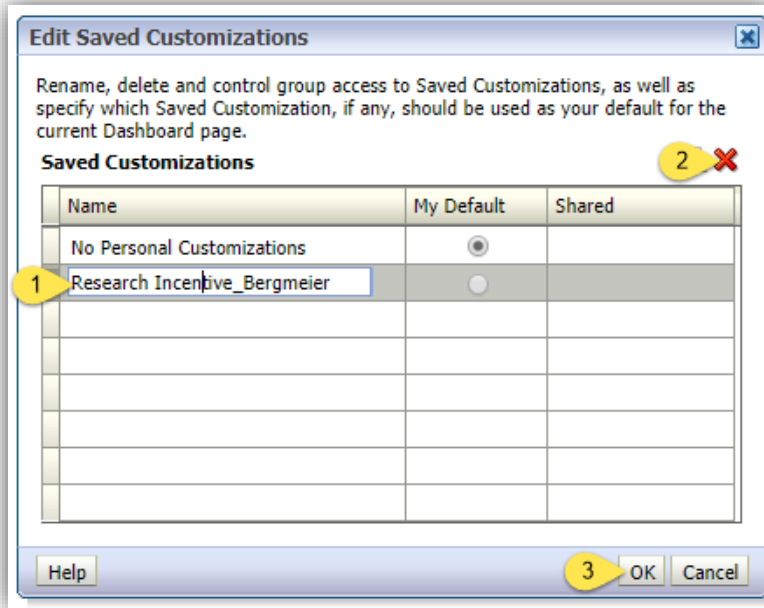 Edit Saved Customizations
Rename, delete and control group access to Saved Customizations, as well as
specify which Saved Customization, if any, should be used as your default for the
current Dashboard page.
Saved Customizations
2
Name My Default Shared
No Personal Customizations
1 Research Incentive_Bergmeier
Help 3 OK Cancel